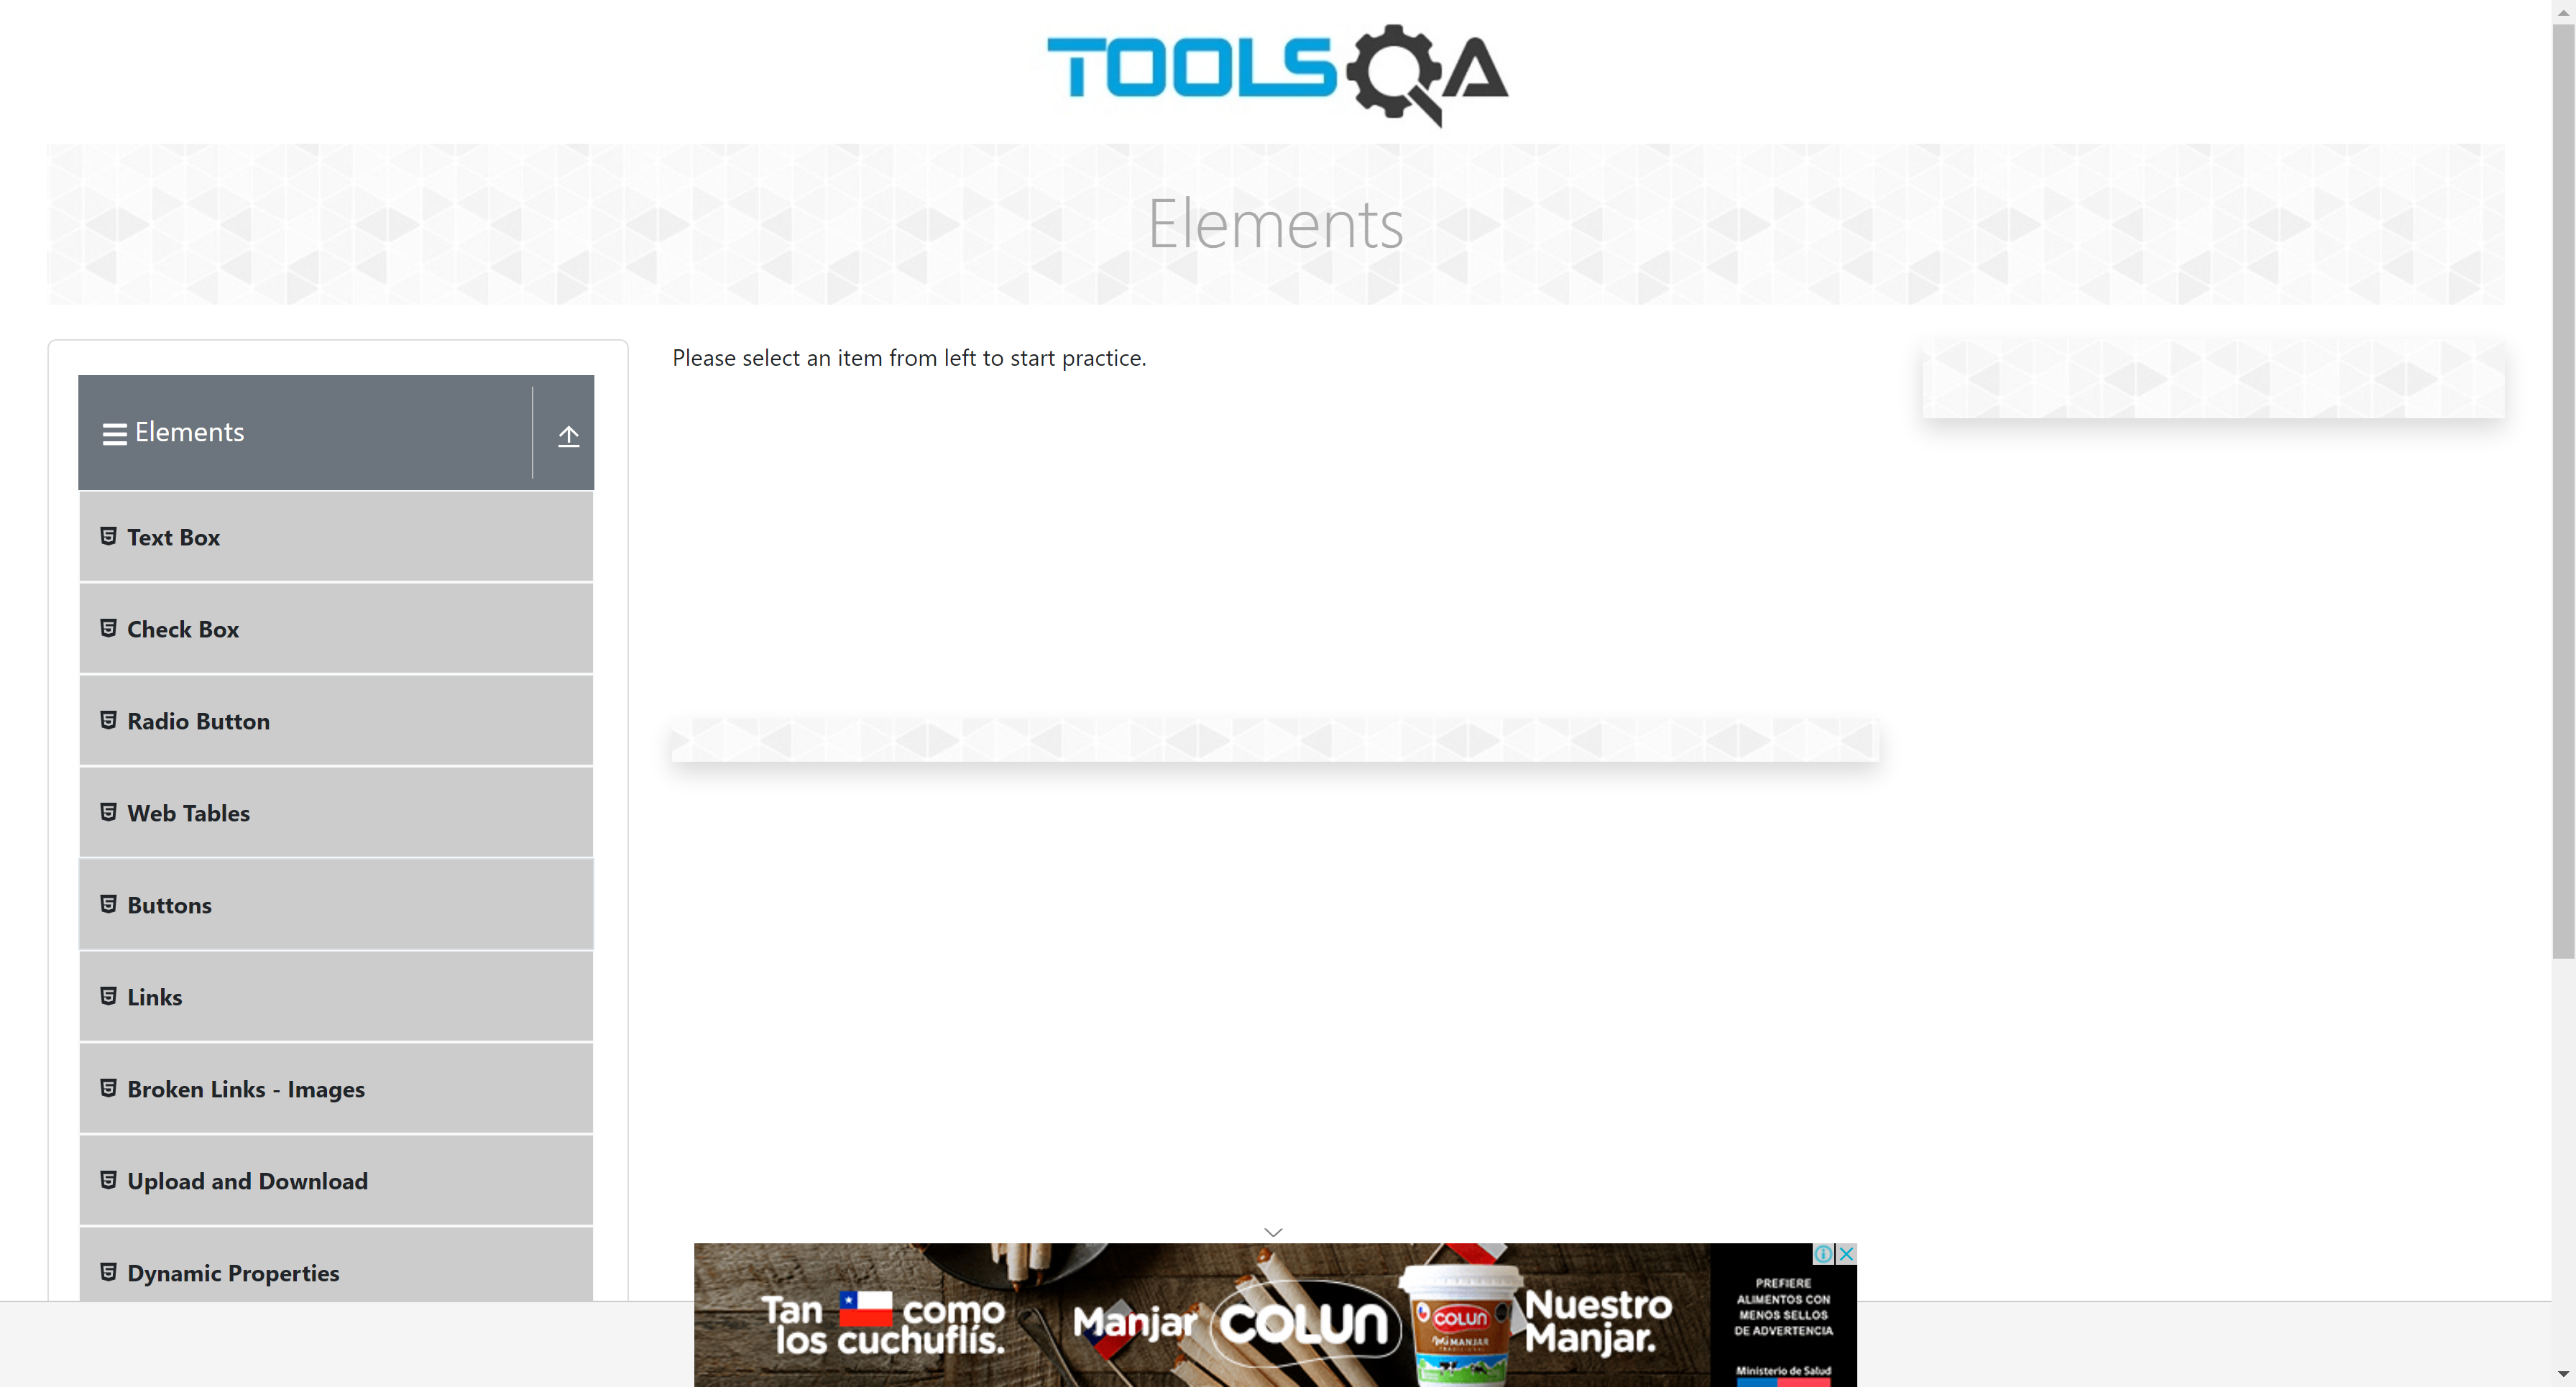 TOOLSQA
Elements
Please select an item from left to start practice.
Elements
Text Box
Check Box
Radio Button
Web Tables
Buttons
Links
Broken Links - Images
Upload and Download
Dynamic Properties
Tan como
los cuchuflís.
Manjar COLUN
COLUN
Mi MANJAR
TRADICIONAL
Nuestro
Manjar.
PREFIERE
ALIMENTOS CON
MENOS SELLOS
DE ADVERTENCIA
Ministerio de Salud